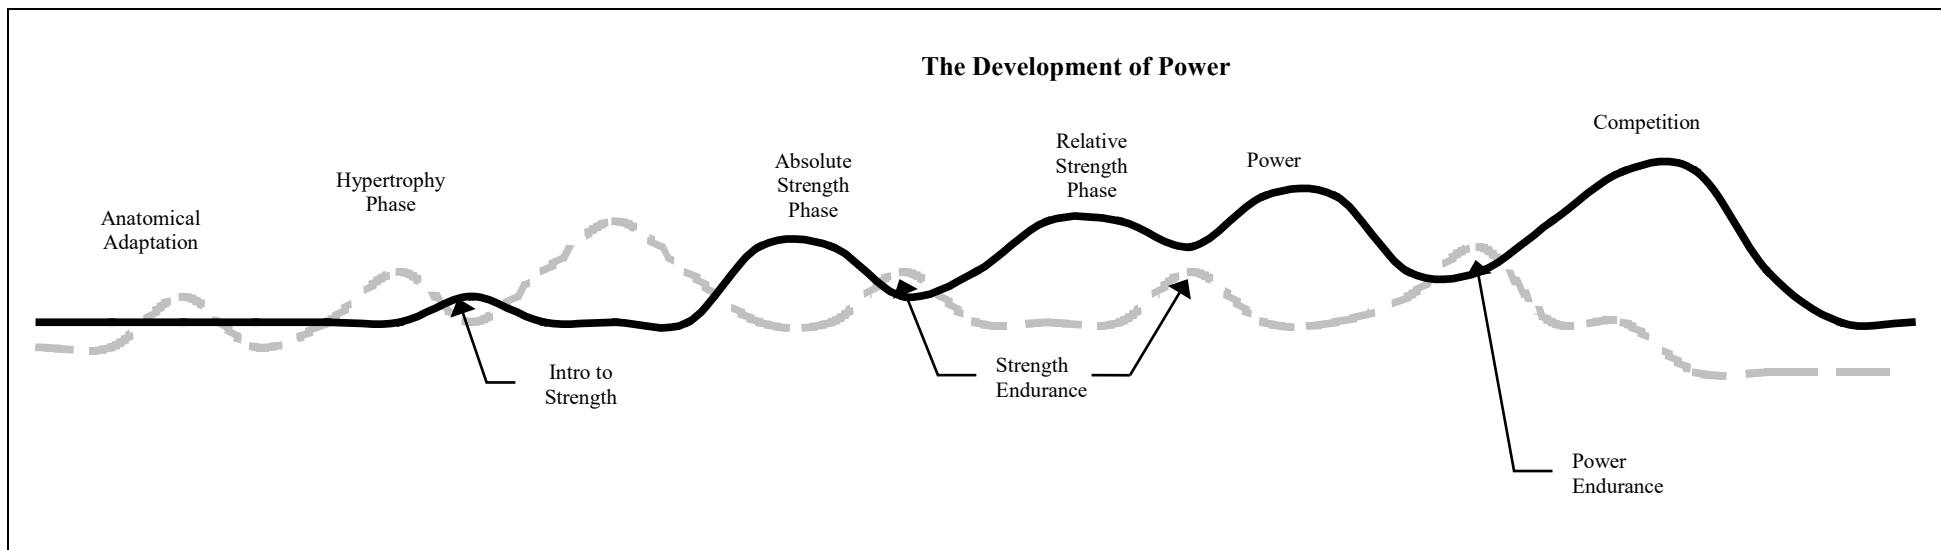 The Development of Power
Anatomical
Adaptation
Hypertrophy
Phase
Absolute
Strength
Phase
Relative
Strength
Phase
Power
Competition
Intro to
Strength
Strength
Endurance
Power
Endurance